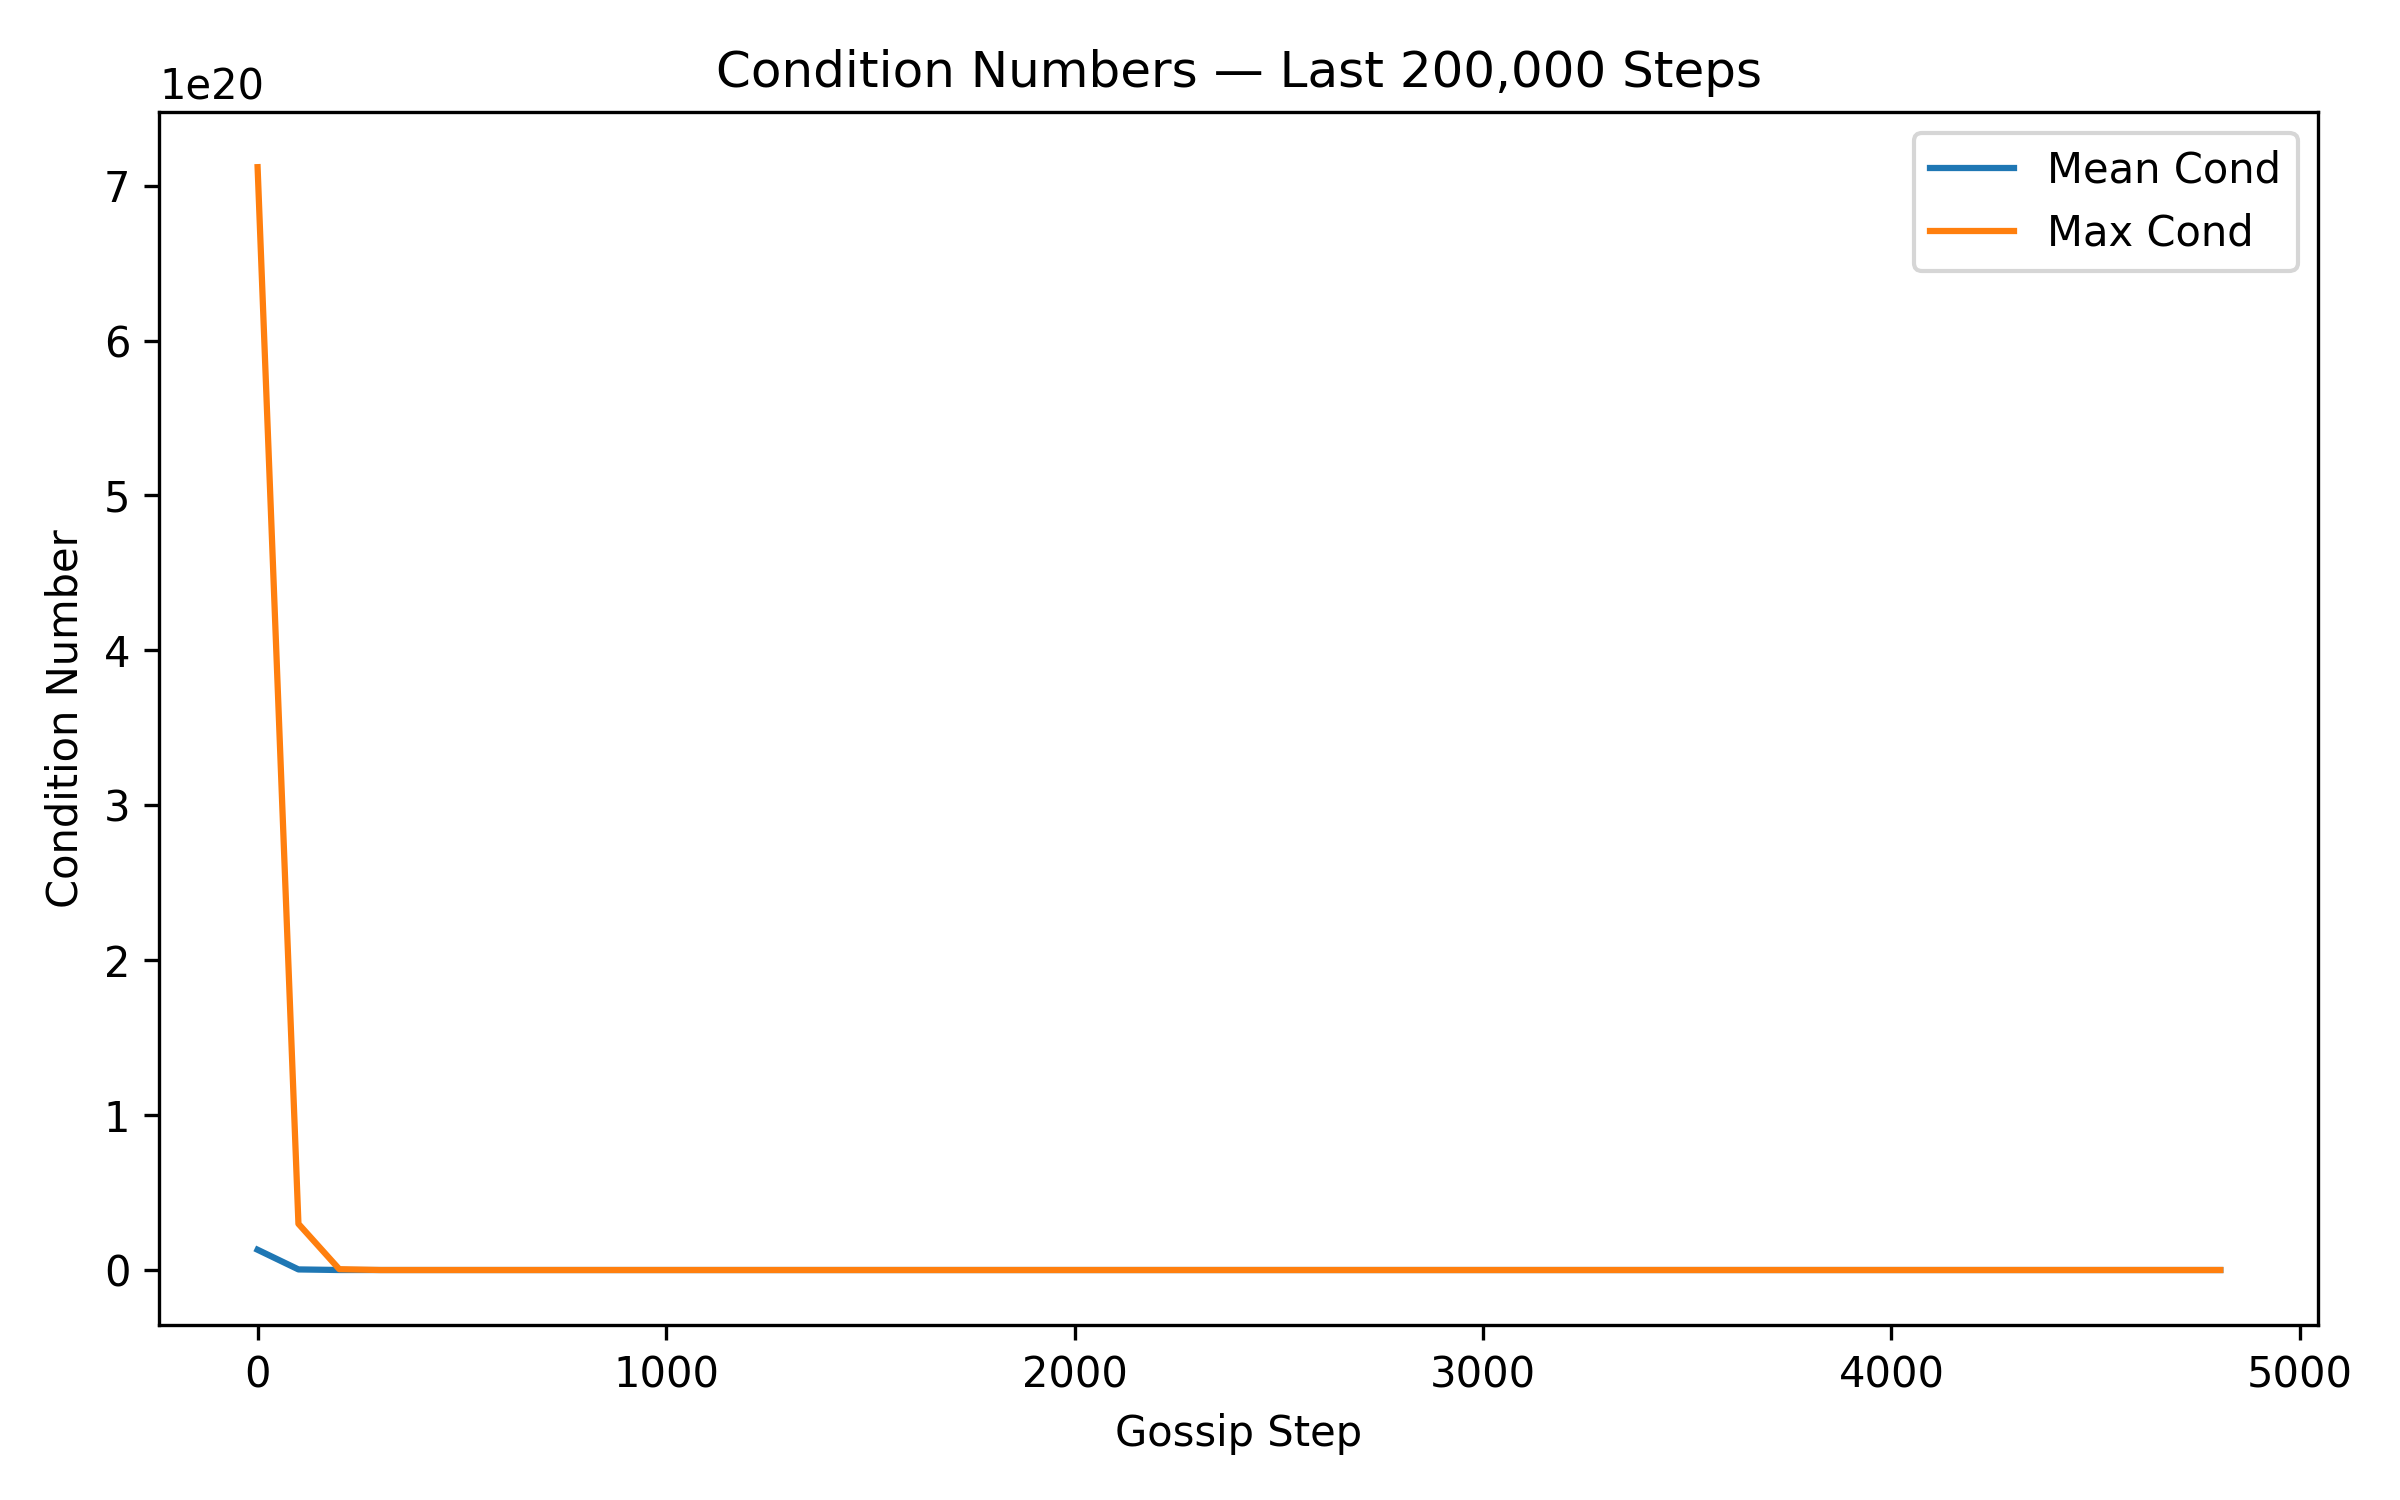 Condition Numbers — Last 200,000 Steps
1e20
Mean Cond
Max Cond
7
6
5
4
3
2
1
0
Condition Number
0 1000 2000 3000 4000 5000
Gossip Step